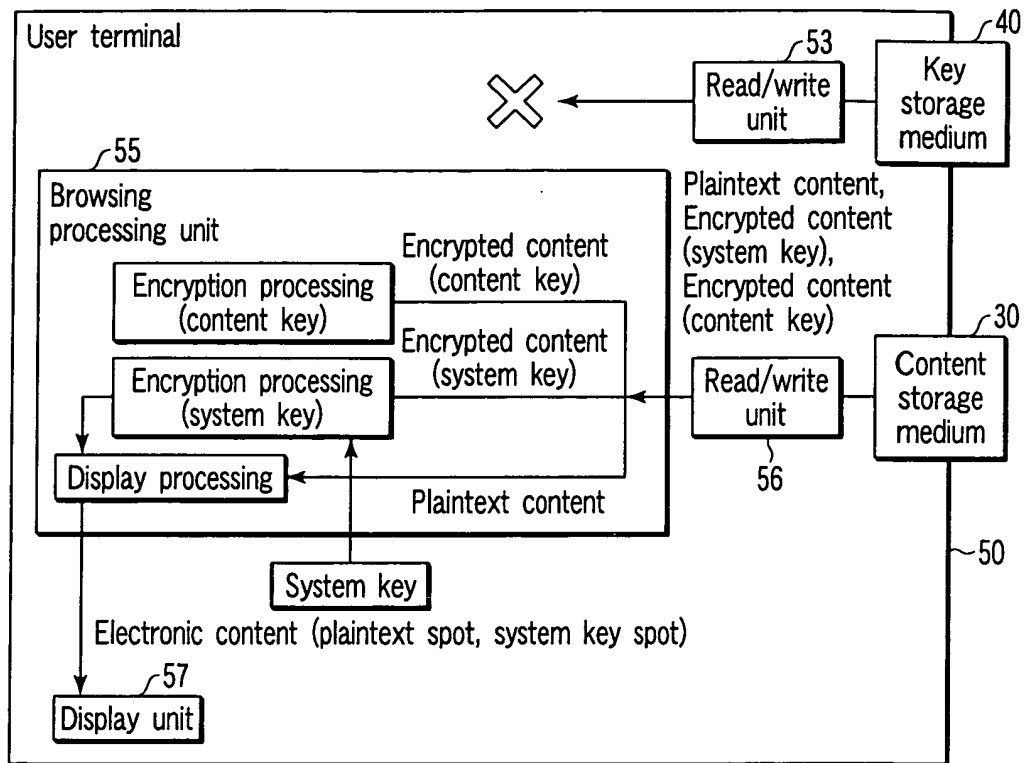 User terminal
40
53
Read/write
unit
Key
storage
medium
55
Browsing
processing unit
Plaintext content,
Encrypted content
(system key),
Encrypted content
(content key)
Encrypted content
(content key)
Encryption processing
(content key)
30
Encrypted content
(system key)
Encryption processing
(system key)
Read/write
unit
56
Content
storage
medium
Display processing
Plaintext content
50
System key
Electronic content (plaintext spot, system key spot)
57
Display unit